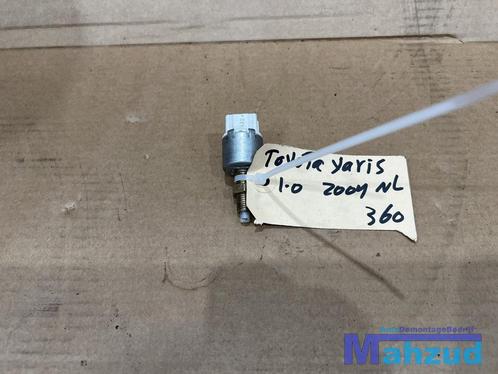 Toyota yaris
1.0 2004 NL
360
AutoDemontageBedrijf
Mahzud